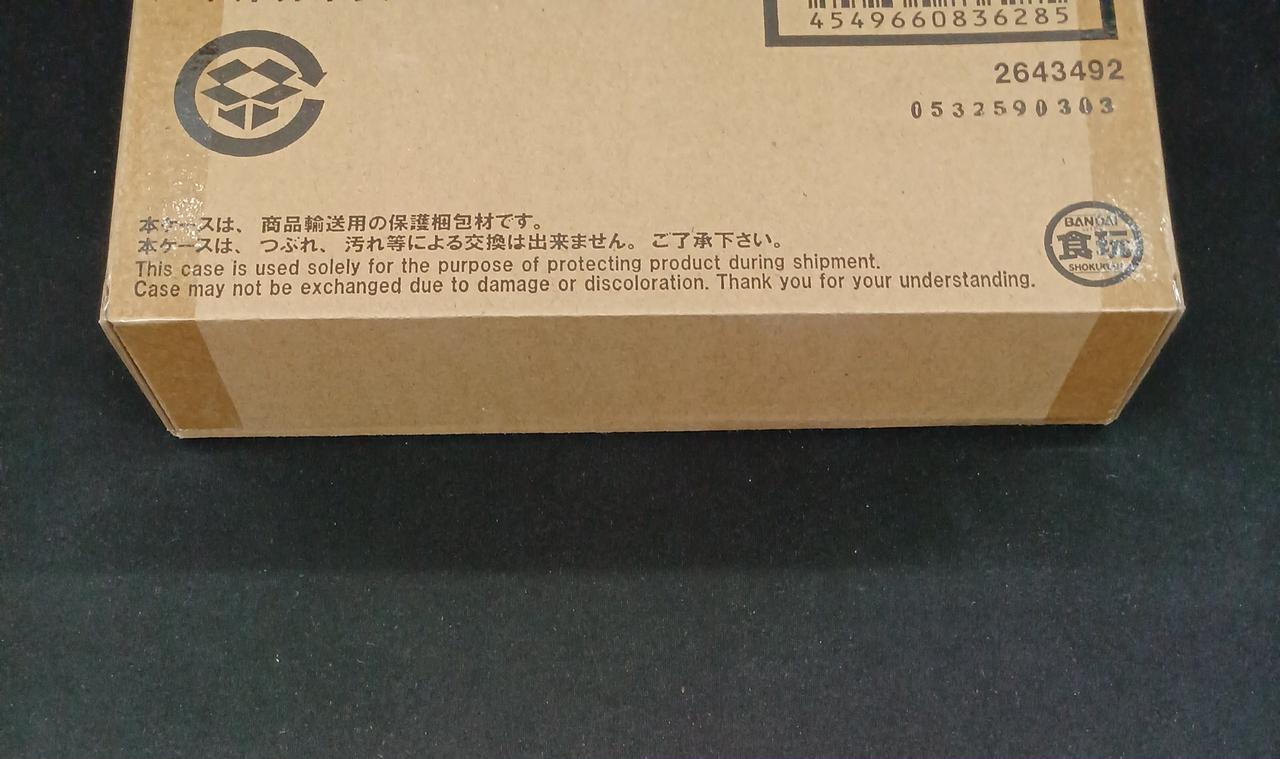 4549660836285
2643492
0532590303
本ケースは、商品輸送用の保護梱包材です。
本ケースは、つぶれ、汚れ等による交換は出来ません。ご了承下さい。
This case is used solely for the purpose of protecting product during shipment.
Case may not be exchanged due to damage or discoloration. Thank you for your understanding.
BANDAI
食玩